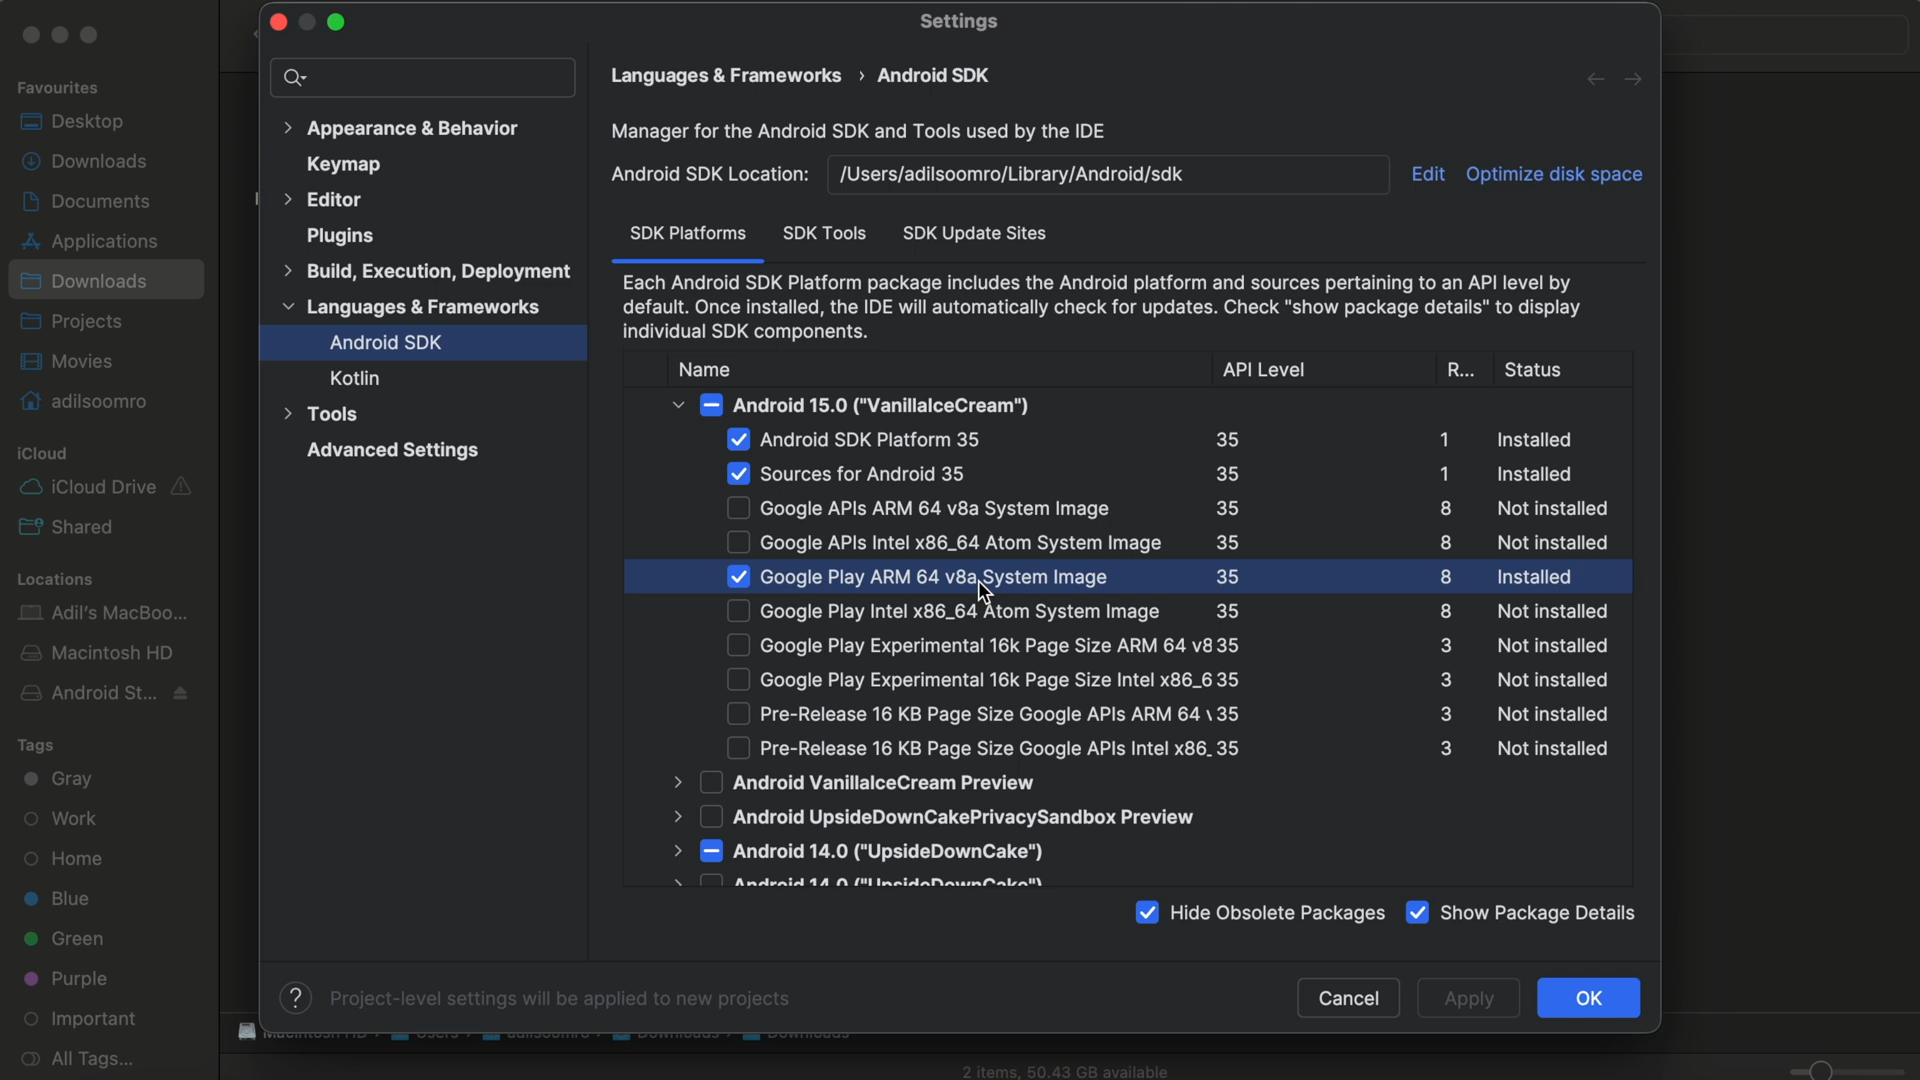 Settings
Favourites
Desktop
Downloads
Documents
Applications
Downloads
Projects
Movies
adilsoomro
iCloud
iCloud Drive
Shared
Locations
Adil's MacBoo...
Macintosh HD
Android St...
Tags
Gray
Work
Home
Blue
Green
Purple
Important
All Tags...
Appearance & Behavior
Keymap
Editor
Plugins
Build, Execution, Deployment
Languages & Frameworks
Android SDK
Kotlin
Tools
Advanced Settings
Languages & Frameworks › Android SDK
Manager for the Android SDK and Tools used by the IDE
Android SDK Location: /Users/adilsoomro/Library/Android/sdk Edit Optimize disk space
SDK Platforms SDK Tools SDK Update Sites
Each Android SDK Platform package includes the Android platform and sources pertaining to an API level by
default. Once installed, the IDE will automatically check for updates. Check "show package details" to display
individual SDK components.
Name API Level R... Status
Android 15.0 ("VanillaIceCream")
Android SDK Platform 35 35 1 Installed
Sources for Android 35 35 1 Installed
Google APIs ARM 64 v8a System Image 35 8 Not installed
Google APIs Intel x86_64 Atom System Image 35 8 Not installed
Google Play ARM 64 v8a System Image 35 8 Installed
Google Play Intel x86_64 Atom System Image 35 8 Not installed
Google Play Experimental 16k Page Size ARM 64 v8 35 3 Not installed
Google Play Experimental 16k Page Size Intel x86_6 35 3 Not installed
Pre-Release 16 KB Page Size Google APIs ARM 64 35 3 Not installed
Pre-Release 16 KB Page Size Google APIs Intel x86_ 35 3 Not installed
Android VanillaIceCream Preview
Android UpsideDownCakePrivacySandbox Preview
Android 14.0 ("UpsideDownCake")
Android 14.0 ("UpsideDownCake")
Hide Obsolete Packages Show Package Details
? Project-level settings will be applied to new projects
Cancel Apply OK
Macintosh HD Users adilsoomro Downloads Downloads
2 items, 50.43 GB available